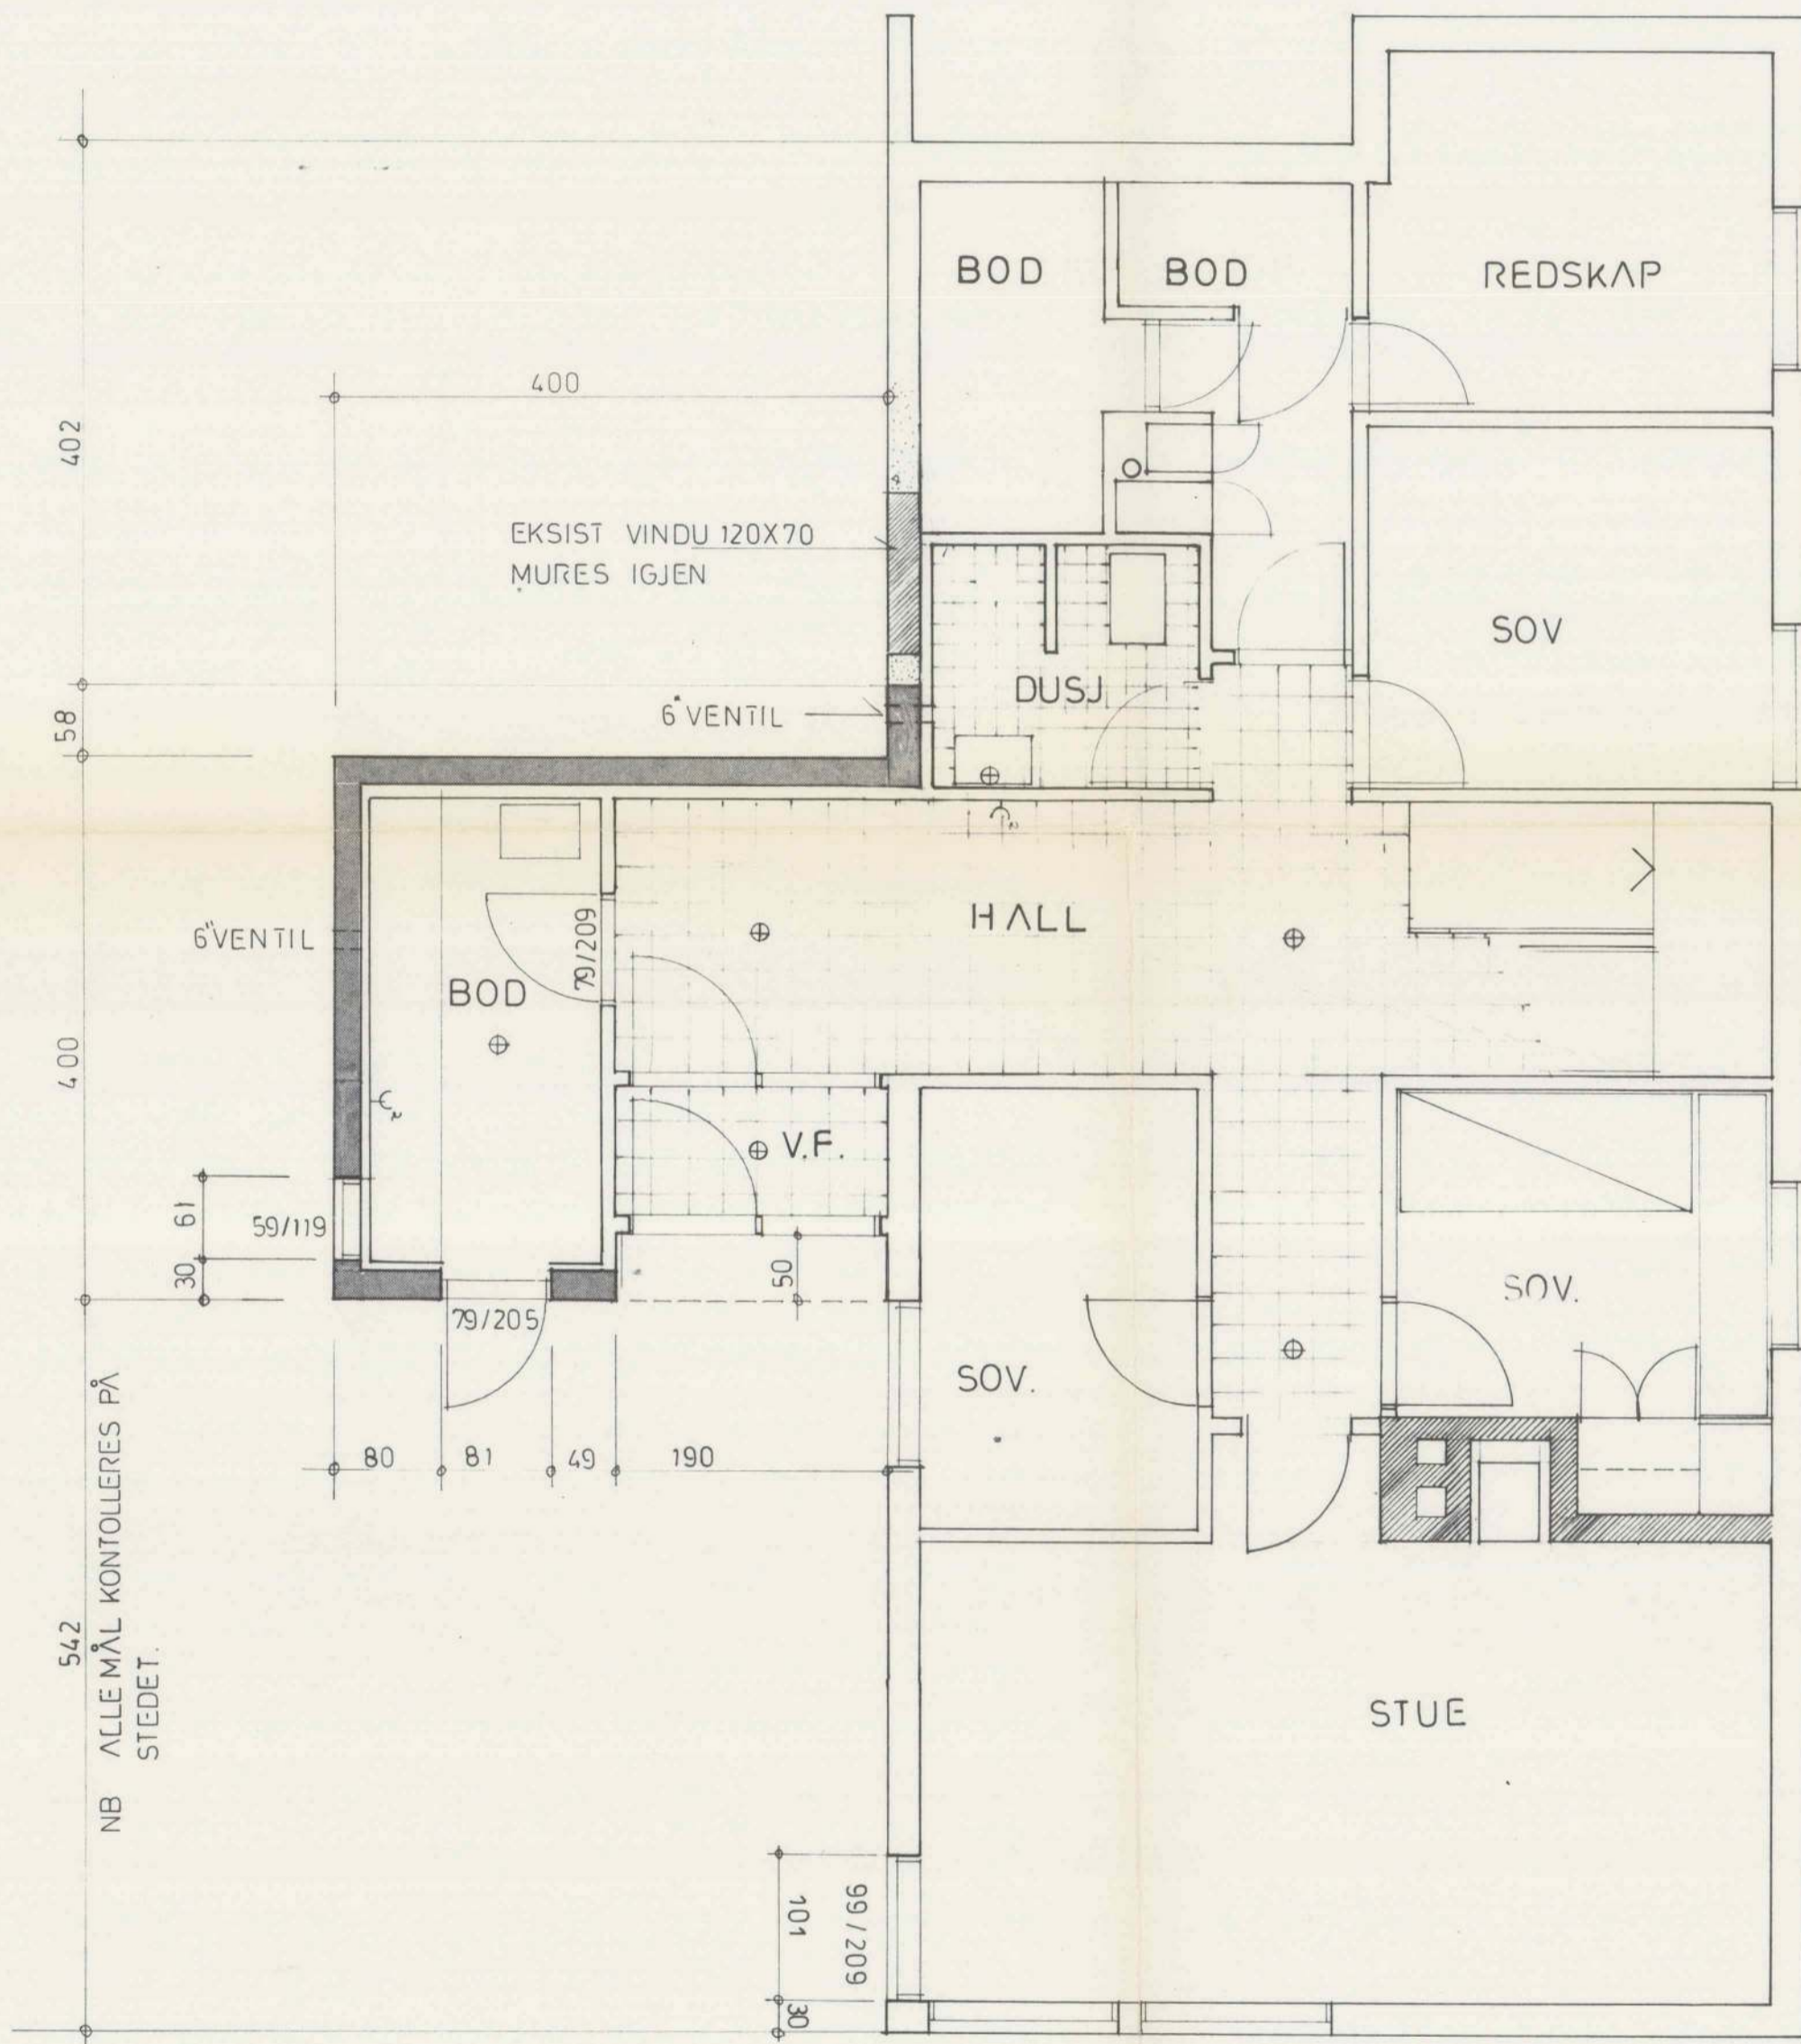 BOD
BOD
REDSKAP
400
402
EKSIST VINDU 120X70
MURES IGJEN
SOV
DUSJ
6" VENTIL
58
HALL
79/209
6" VENTIL
BOD
400
V.F.
61
59/119
30
50
SOV.
79/205
SOV.
80
81
49
190
NB ALLE MÅL KONTOLLERES PÅ
STEDET.
542
STUE
101
99/209
30